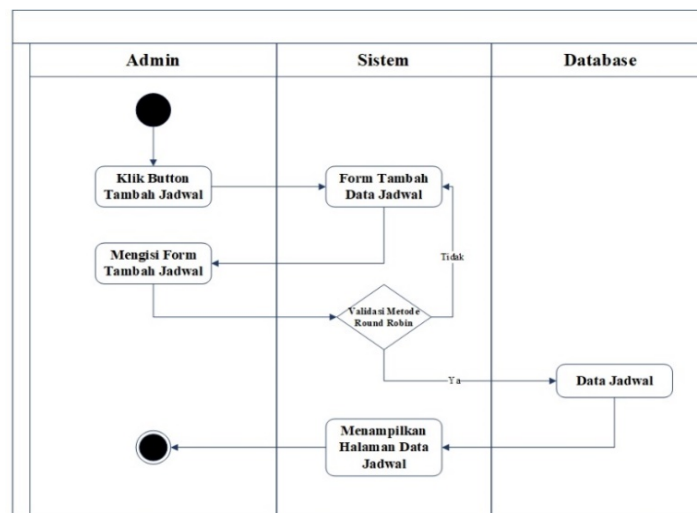 Admin
Sistem
Database
Klik Button
Tambah Jadwal
Form Tambah
Data Jadwal
Mengisi Form
Tambah Jadwal
Tidak
Validasi Metode
Round Robin
Ya
Data Jadwal
Menampilkan
Halaman Data
Jadwal